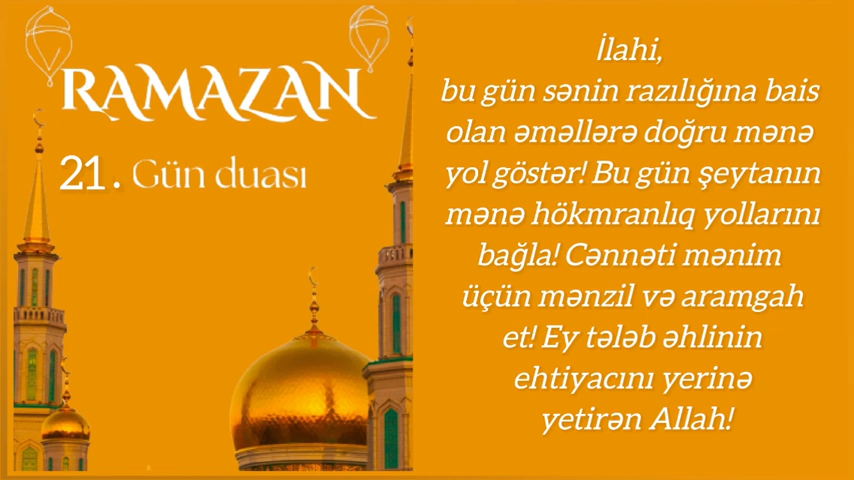 RAMAZAN
21. Gün duası
İlahi,
bu gün sənin razılığına bais
olan əməllərə doğru mənə
yol göstər! Bu gün şeytanın
mənə hökmranlıq yollarını
bağla! Cənnəti mənim
üçün mənzil və aramgah
et! Ey tələb əhlinin
ehtiyacını yerinə
yetirən Allah!